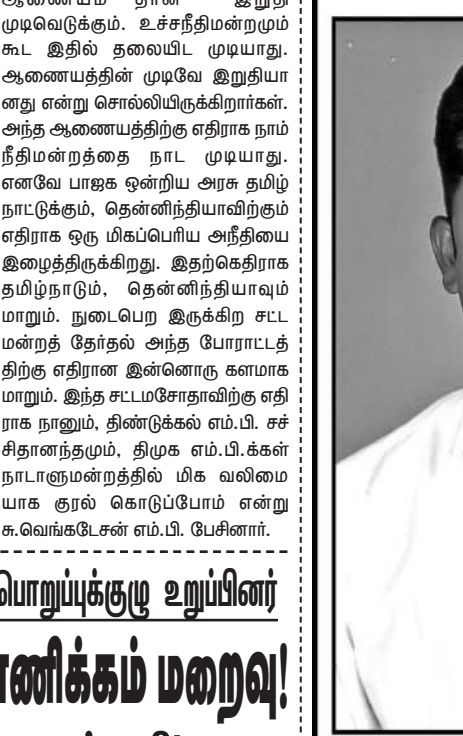 ஆணையம் தான் இறுதி
முடிவெடுக்கும். உச்சநீதிமன்றமும்
கூட இதில் தலையிட முடியாது.
ஆணையத்தின் முடிவே இறுதியா
னது என்று சொல்லியிருக்கிறார்கள்.
அந்த ஆணையத்திற்கு எதிராக நாம்
நீதிமன்றத்தை நாட முடியாது.
எனவே பாஜக ஒன்றிய அரசு தமிழ்
நாட்டுக்கும், தென்னிந்தியாவிற்கும்
எதிராக ஒரு மிகப்பெரிய அநீதியை
இழைத்திருக்கிறது. இதற்கெதிராக
தமிழ்நாடும், தென்னிந்தியாவும்
மாறும். நுடைபெற இருக்கிற சட்ட
மன்றத் தேர்தல் அந்த போராட்டத்
திற்கு எதிரான இன்னொரு களமாக
மாறும். இந்த சட்டமசோதாவிற்கு எதி
ராக நானும், திண்டுக்கல் எம்.பி. சச்
சிதானந்தமும், திமுக எம்.பி.க்கள்
நாடாளுமன்றத்தில் மிக வலிமை
யாக குரல் கொடுப்போம் என்று
சு.வெங்கடேசன் எம்.பி. பேசினார்.
பொறுப்புக்குழு உறுப்பினர்
ணிக்கம் மறைவு!